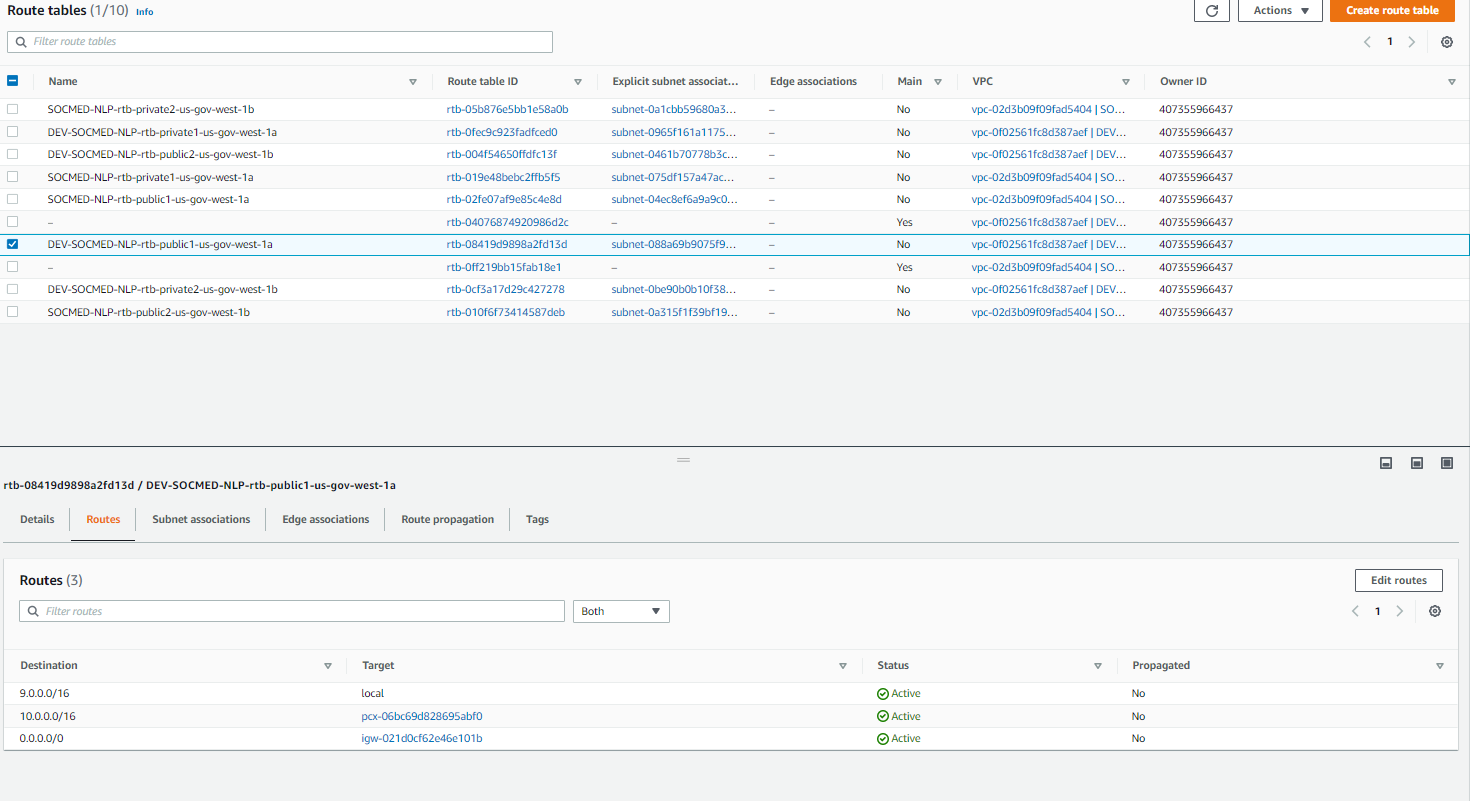 Route tables (1/10) Info
Actions
Create route table
Filter route tables
1
Name Route table ID Explicit subnet associat... Edge associations Main VPC Owner ID
SOCMED-NLP-rtb-private2-us-gov-west-1b rtb-05b876e5bb1e58a0b subnet-0a1cbb59680a3... – No vpc-02d3b09f09fad5404 | SO... 407355966437
DEV-SOCMED-NLP-rtb-private1-us-gov-west-1a rtb-0fec9c923fadfced0 subnet-0965f161a1175... – No vpc-0f02561fc8d387aef | DEV... 407355966437
DEV-SOCMED-NLP-rtb-public2-us-gov-west-1b rtb-004f54650ffdfc13f subnet-0461b70778b3c... – No vpc-0f02561fc8d387aef | DEV... 407355966437
SOCMED-NLP-rtb-private1-us-gov-west-1a rtb-019e48bebc2ffb5f5 subnet-075df157a47ac... – No vpc-02d3b09f09fad5404 | SO... 407355966437
SOCMED-NLP-rtb-public1-us-gov-west-1a rtb-02fe07af9e85c4e8d subnet-04ec8ef6a9a9c0... – No vpc-02d3b09f09fad5404 | SO... 407355966437
– rtb-04076874920986d2c – – Yes vpc-0f02561fc8d387aef | DEV... 407355966437
DEV-SOCMED-NLP-rtb-public1-us-gov-west-1a rtb-08419d9898a2fd13d subnet-088a69b9075f9... – No vpc-0f02561fc8d387aef | DEV... 407355966437
– rtb-0ff219bb15fab18e1 – – Yes vpc-02d3b09f09fad5404 | SO... 407355966437
DEV-SOCMED-NLP-rtb-private2-us-gov-west-1b rtb-0cf3a17d29c427278 subnet-0be90b0b10f38... – No vpc-0f02561fc8d387aef | DEV... 407355966437
SOCMED-NLP-rtb-public2-us-gov-west-1b rtb-010f6f73414587deb subnet-0a315f1f39bf19... – No vpc-02d3b09f09fad5404 | SO... 407355966437
rtb-08419d9898a2fd13d / DEV-SOCMED-NLP-rtb-public1-us-gov-west-1a
Details Routes Subnet associations Edge associations Route propagation Tags
Routes (3)
Edit routes
Filter routes
Both
1
Destination Target Status Propagated
9.0.0.0/16 local Active No
10.0.0.0/16 pcx-06bc69d828695abf0 Active No
0.0.0.0/0 igw-021d0cf62e46e101b Active No